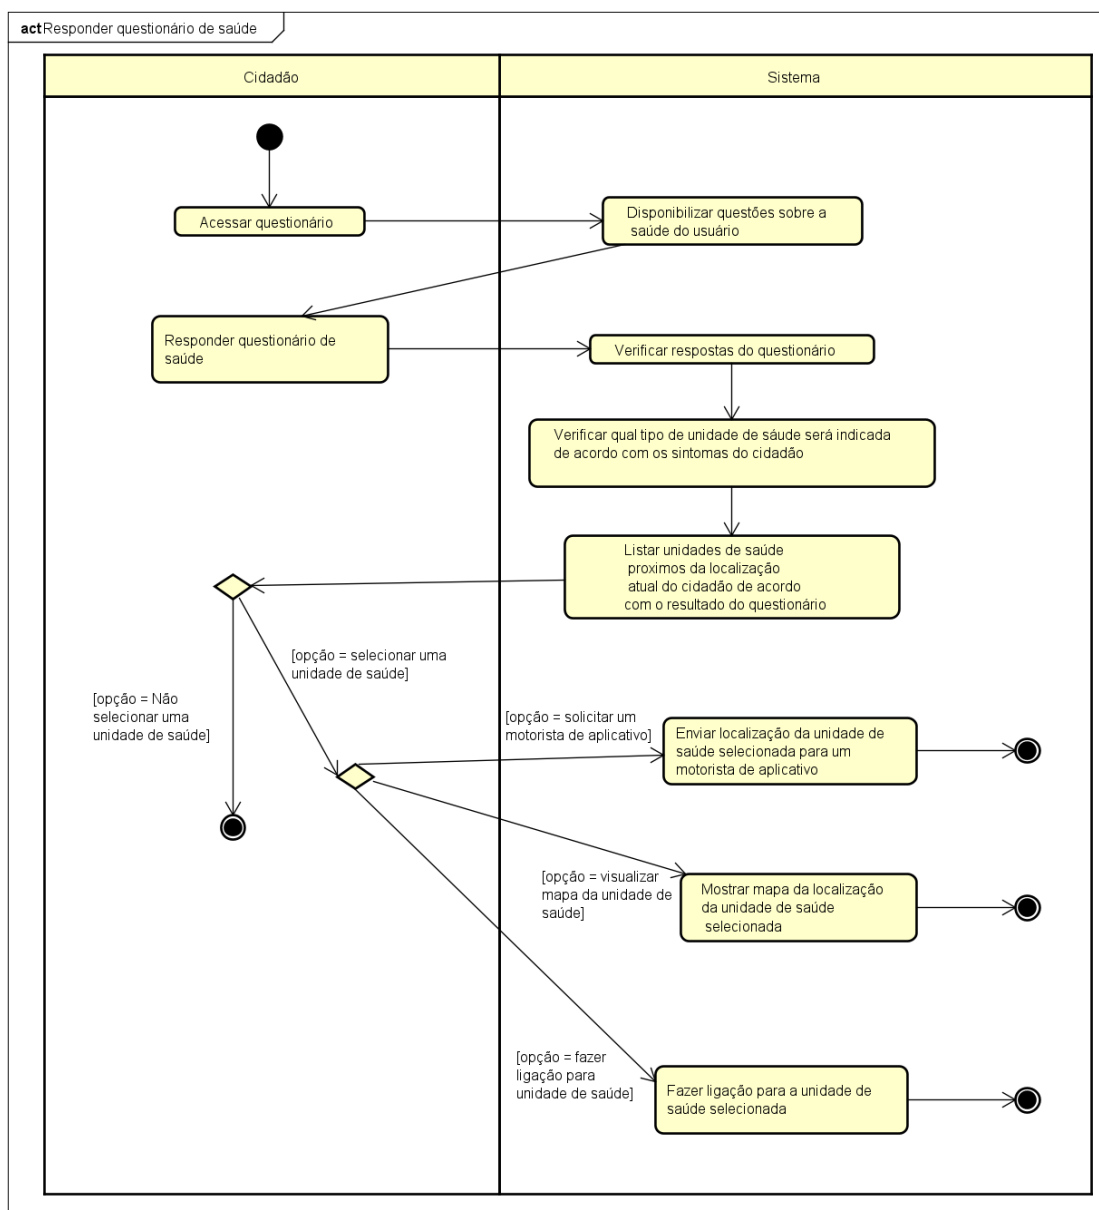 act Responder questionário de saúde
Cidadão
Sistema
Acessar questionário
Disponibilizar questões sobre a
saúde do usuário
Responder questionário de
saúde
Verificar respostas do questionário
Verificar qual tipo de unidade de sáude será indicada
de acordo com os sintomas do cidadão
Listar unidades de saúde
proximos da localização
atual do cidadão de acordo
com o resultado do questionário
[opção = selecionar uma
unidade de saúde]
[opção = Não
selecionar uma
unidade de saúde]
[opção = solicitar um
motorista de aplicativo]
Enviar localização da unidade de
saúde selecionada para um
motorista de aplicativo
[opção = visualizar
mapa da unidade de
saúde]
Mostrar mapa da localização
da unidade de saúde
selecionada
[opção = fazer
ligação para
unidade de saúde]
Fazer ligação para a unidade de
saúde selecionada